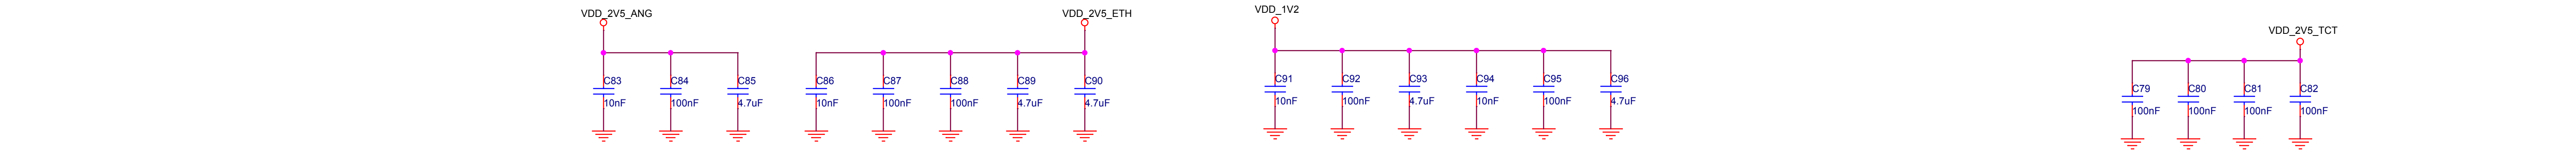 VDD_2V5_ANG
VDD_2V5_ETH
VDD_1V2
VDD_2V5_TCT
C83
C84
C85
C86
C87
C88
C89
C90
C91
C92
C93
C94
C95
C96
C79
C80
C81
C82
10nF
100nF
4.7uF
10nF
100nF
100nF
4.7uF
4.7uF
10nF
100nF
4.7uF
10nF
100nF
4.7uF
100nF
100nF
100nF
100nF